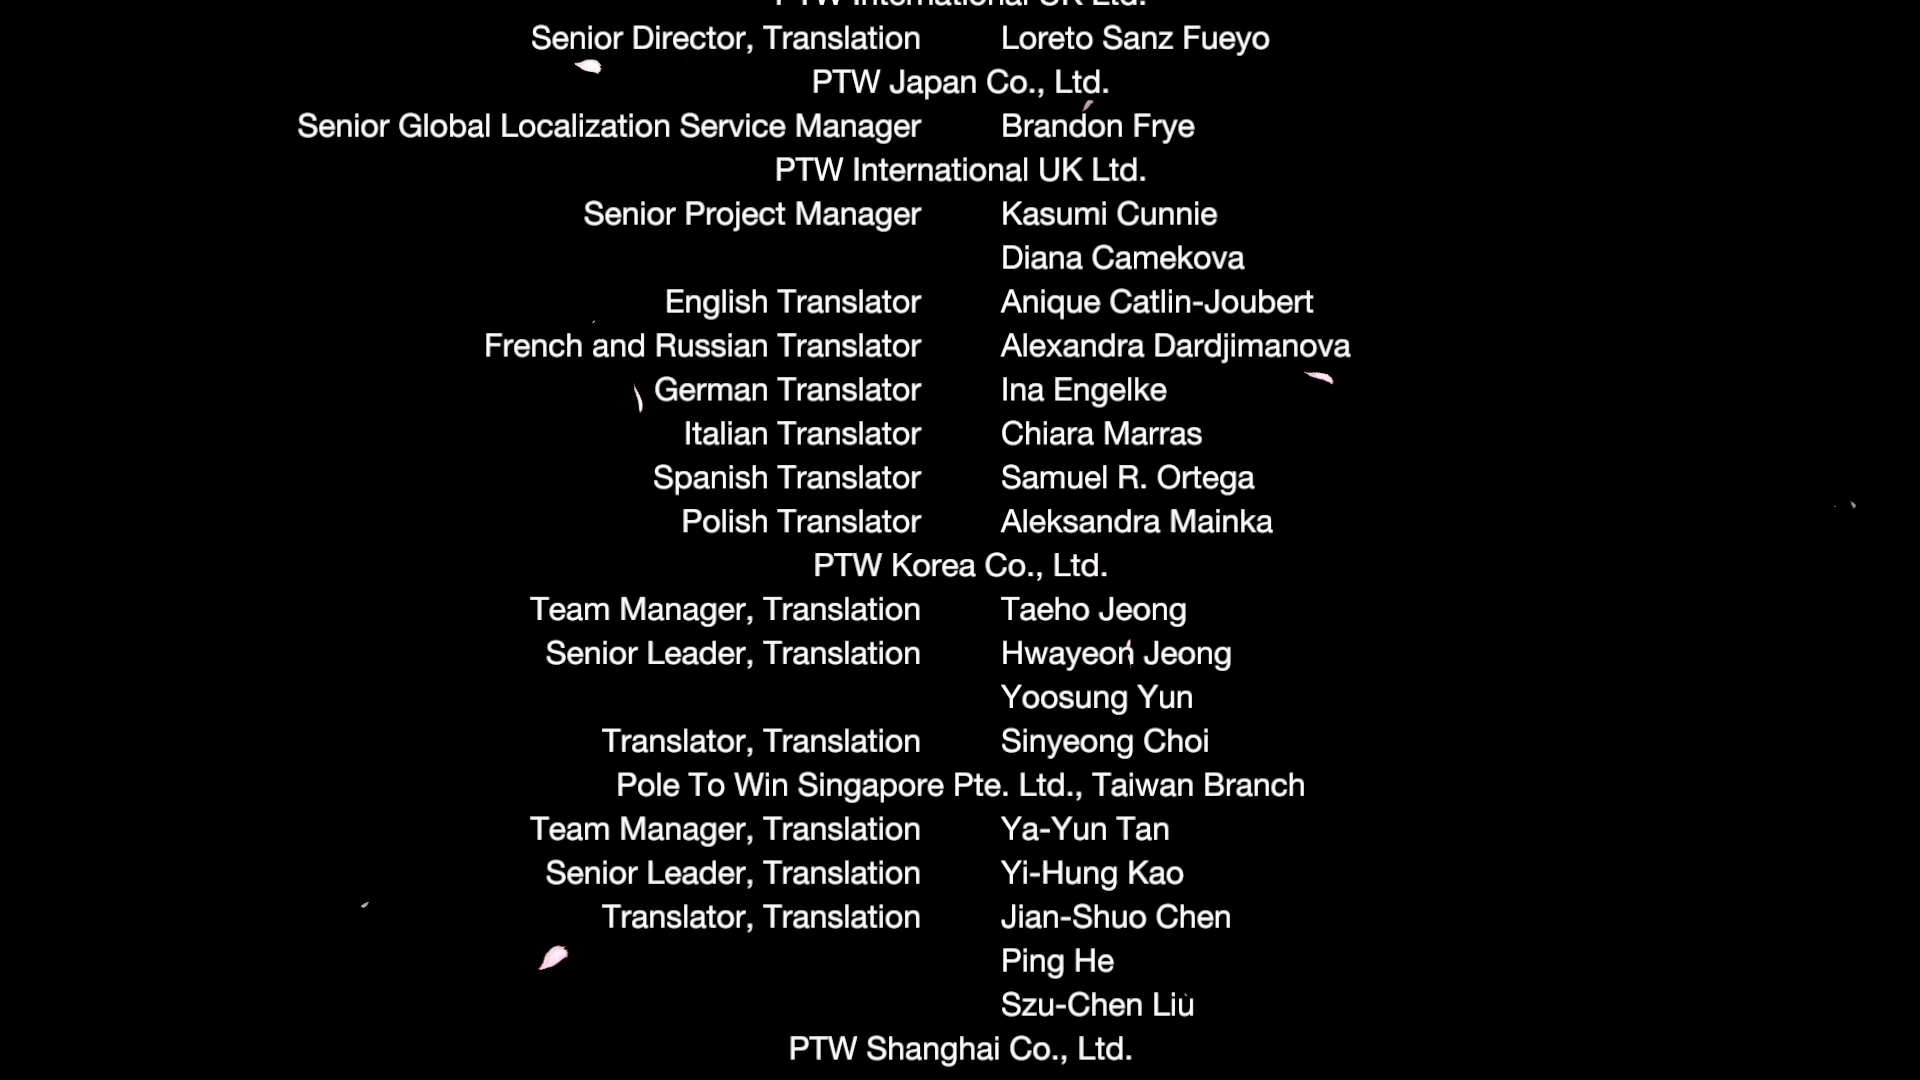 PTW International UK Ltd.
Senior Director, Translation Loreto Sanz Fueyo
PTW Japan Co., Ltd.
Senior Global Localization Service Manager Brandon Frye
PTW International UK Ltd.
Senior Project Manager Kasumi Cunnie
Diana Camekova
English Translator Anique Catlin-Joubert
French and Russian Translator Alexandra Dardjimanova
German Translator Ina Engelke
Italian Translator Chiara Marras
Spanish Translator Samuel R. Ortega
Polish Translator Aleksandra Mainka
PTW Korea Co., Ltd.
Team Manager, Translation Taeho Jeong
Senior Leader, Translation Hwayeon Jeong
Yoosung Yun
Translator, Translation Sinyeong Choi
Pole To Win Singapore Pte. Ltd., Taiwan Branch
Team Manager, Translation Ya-Yun Tan
Senior Leader, Translation Yi-Hung Kao
Translator, Translation Jian-Shuo Chen
Ping He
Szu-Chen Liu
PTW Shanghai Co., Ltd.